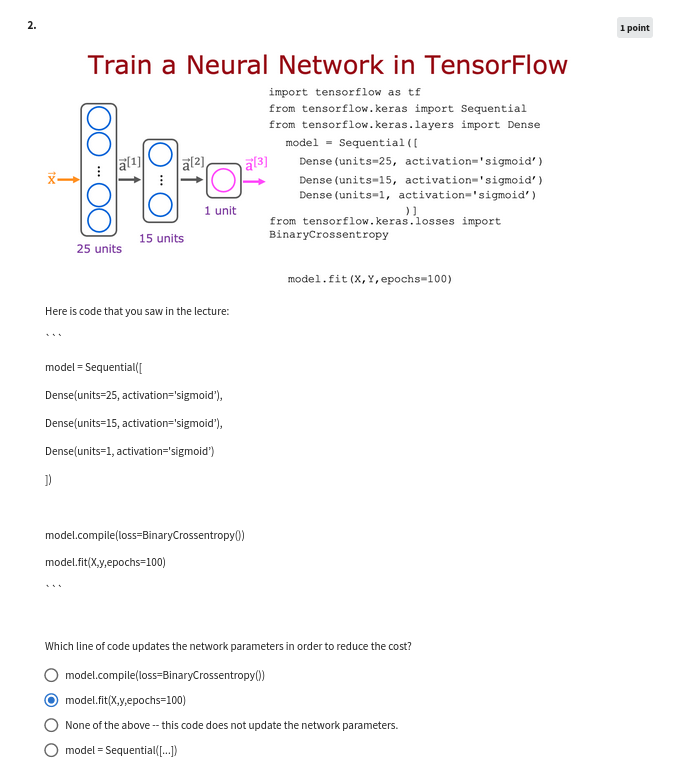 2.
1 point
Train a Neural Network in TensorFlow
import tensorflow as tf
from tensorflow.keras import Sequential
from tensorflow.keras.layers import Dense
model = Sequential([
Dense(units=25, activation='sigmoid’)
Dense(units=15, activation='sigmoid’)
Dense(units=1, activation='sigmoid’)
)]
from tensorflow.keras.losses import
BinaryCrossentropy
model.fit(X,Y,epochs=100)
x⃗
a⃗[1]
a⃗[2]
a⃗[3]
25 units
15 units
1 unit
Here is code that you saw in the lecture:
```
model = Sequential([
Dense(units=25, activation='sigmoid’),
Dense(units=15, activation='sigmoid’),
Dense(units=1, activation='sigmoid’)
])
model.compile(loss=BinaryCrossentropy())
model.fit(X,y,epochs=100)
```
Which line of code updates the network parameters in order to reduce the cost?
model.compile(loss=BinaryCrossentropy())
model.fit(X,y,epochs=100)
None of the above -- this code does not update the network parameters.
model = Sequential([...])